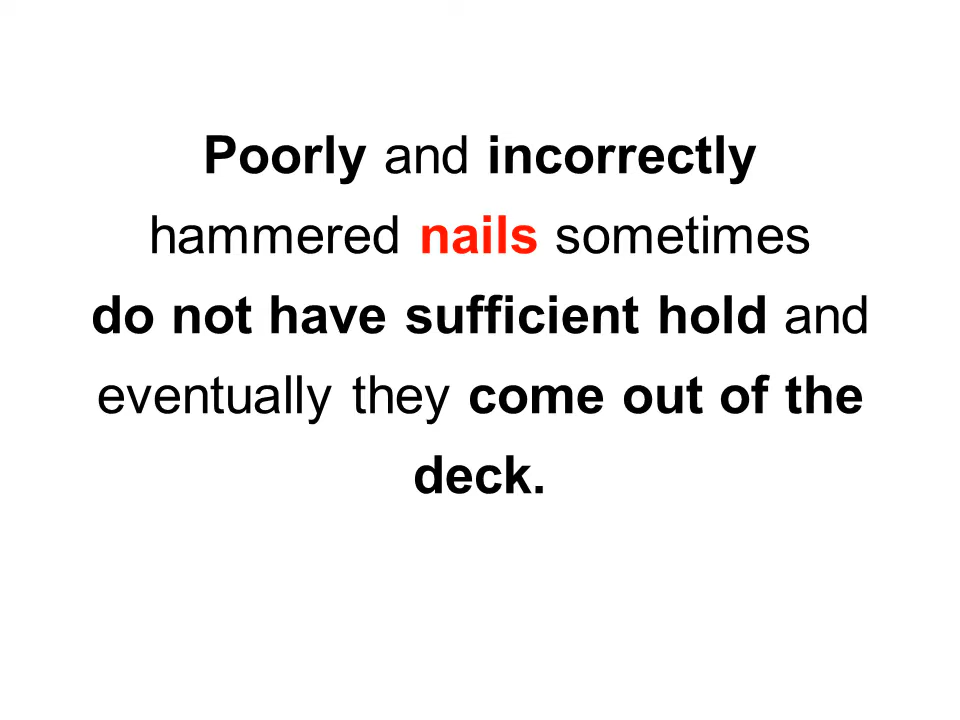 Poorly and incorrectly
hammered nails sometimes
do not have sufficient hold and
eventually they come out of the
deck.